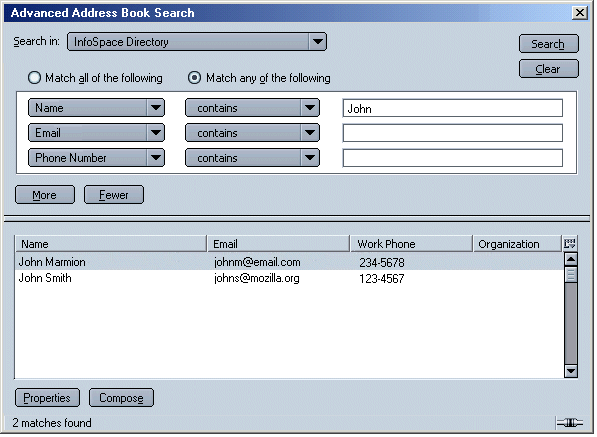 Advanced Address Book Search
Search in: InfoSpace Directory Search
Clear
Match all of the following Match any of the following
Name contains John
Email contains
Phone Number contains
More Fewer
Name Email Work Phone Organization
John Marmion johnm@email.com 234-5678
John Smith johns@mozilla.org 123-4567
Properties Compose
2 matches found